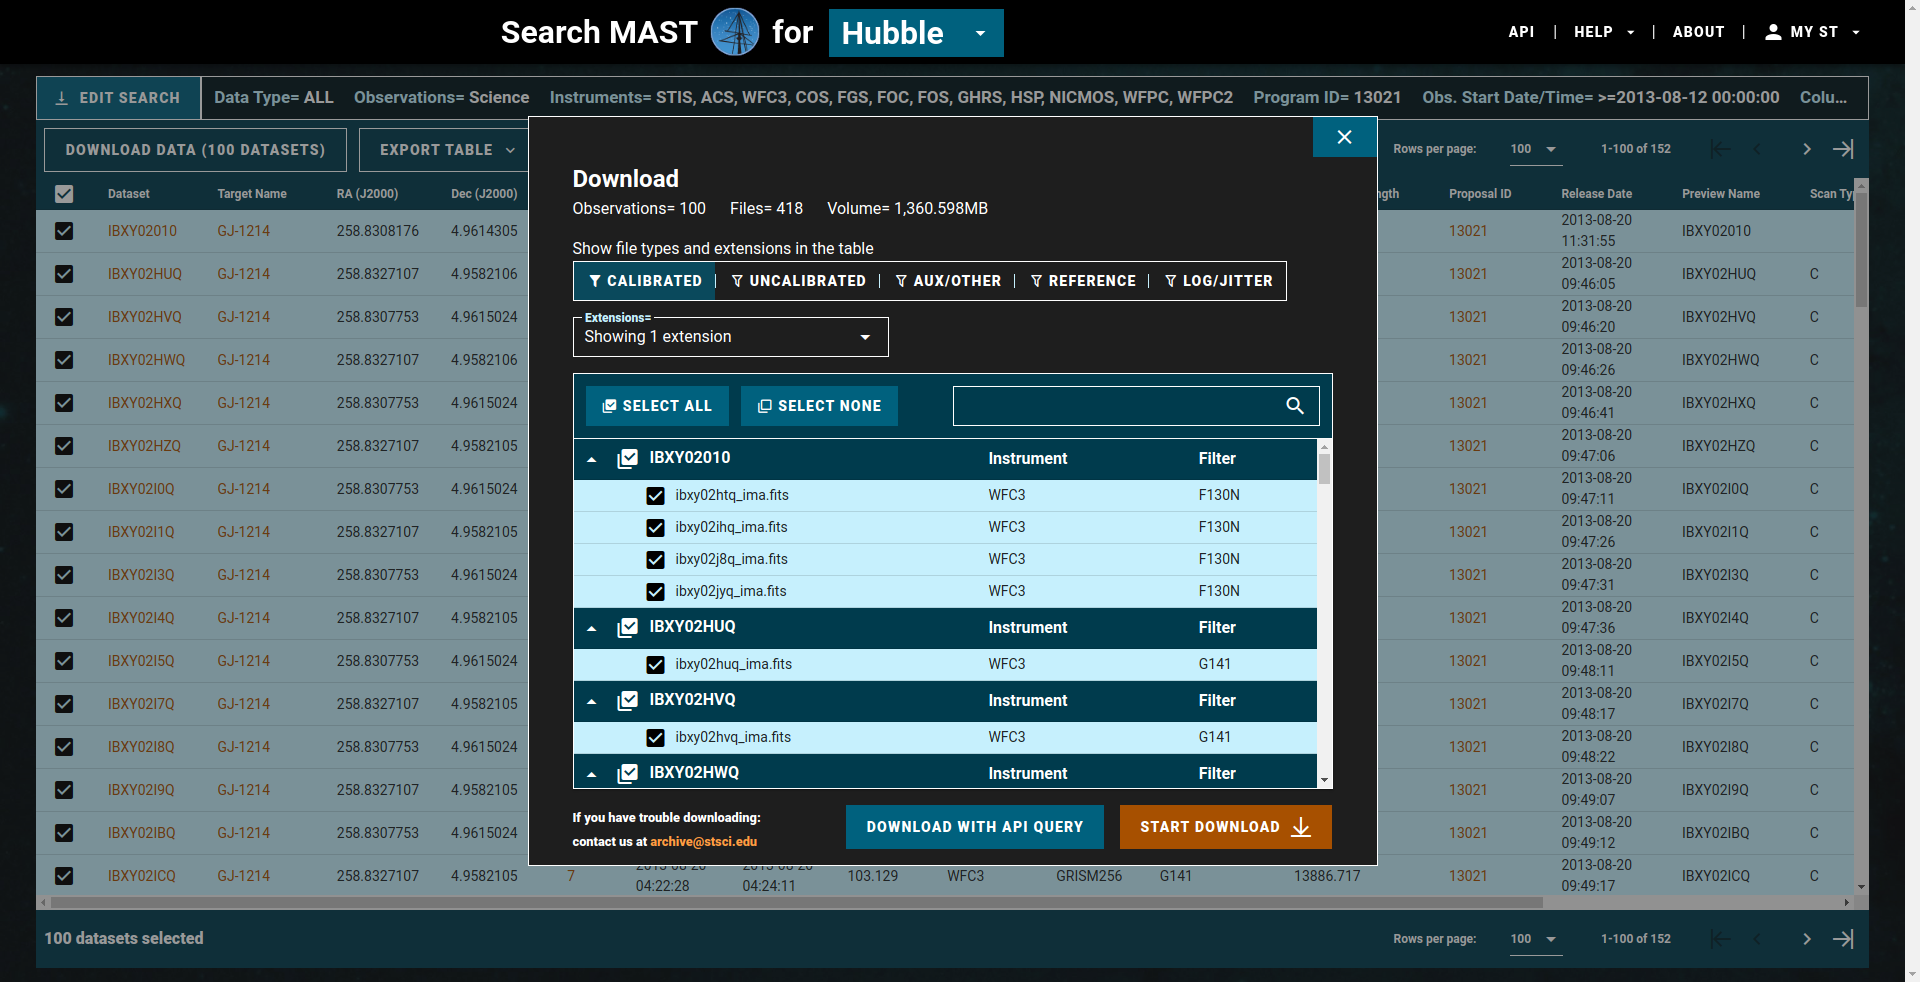 Search MAST for Hubble
API | HELP | ABOUT | MY ST
EDIT SEARCH Data Type= ALL Observations= Science Instruments= STIS, ACS, WFC3, COS, FGS, FOC, FOS, GHRS, HSP, NICMOS, WFPC, WFPC2 Program ID= 13021 Obs. Start Date/Time= >=2013-08-12 00:00:00 Colu...
DOWNLOAD DATA (100 DATASETS) EXPORT TABLE Rows per page: 100 1-100 of 152
Dataset Target Name RA (J2000) Dec (J2000) ngth Proposal ID Release Date Preview Name Scan Ty
IBXY02010 GJ-1214 258.8308176 4.9614305 13021 2013-08-20 11:31:55 IBXY02010
IBXY02HUQ GJ-1214 258.8327107 4.9582106 13021 2013-08-20 09:46:05 IBXY02HUQ C
IBXY02HVQ GJ-1214 258.8307753 4.9615024 13021 2013-08-20 09:46:20 IBXY02HVQ C
IBXY02HWQ GJ-1214 258.8327107 4.9582106 13021 2013-08-20 09:46:26 IBXY02HWQ C
IBXY02HXQ GJ-1214 258.8307753 4.9615024 13021 2013-08-20 09:46:41 IBXY02HXQ C
IBXY02HZQ GJ-1214 258.8327107 4.9582105 13021 2013-08-20 09:47:06 IBXY02HZQ C
IBXY02I0Q GJ-1214 258.8307753 4.9615024 13021 2013-08-20 09:47:11 IBXY02I0Q C
IBXY02I1Q GJ-1214 258.8327107 4.9582105 13021 2013-08-20 09:47:26 IBXY02I1Q C
IBXY02I3Q GJ-1214 258.8307753 4.9615024 13021 2013-08-20 09:47:31 IBXY02I3Q C
IBXY02I4Q GJ-1214 258.8327107 4.9582105 13021 2013-08-20 09:47:36 IBXY02I4Q C
IBXY02I5Q GJ-1214 258.8307753 4.9615024 13021 2013-08-20 09:48:11 IBXY02I5Q C
IBXY02I7Q GJ-1214 258.8327107 4.9582105 13021 2013-08-20 09:48:17 IBXY02I7Q C
IBXY02I8Q GJ-1214 258.8307753 4.9615024 13021 2013-08-20 09:48:22 IBXY02I8Q C
IBXY02I9Q GJ-1214 258.8327107 4.9582105 13021 2013-08-20 09:49:07 IBXY02I9Q C
IBXY02IBQ GJ-1214 258.8307753 4.9615024 13021 2013-08-20 09:49:12 IBXY02IBQ C
IBXY02ICQ GJ-1214 258.8327107 4.9582105 7 04:22:28 04:24:11 103.129 WFC3 GRISM256 G141 13886.717 13021 2013-08-20 09:49:17 IBXY02ICQ C
100 datasets selected Rows per page: 100 1-100 of 152
Download
Observations= 100 Files= 418 Volume= 1,360.598MB
Show file types and extensions in the table
CALIBRATED | UNCALIBRATED | AUX/OTHER | REFERENCE | LOG/JITTER
Extensions=
Showing 1 extension
SELECT ALL SELECT NONE
IBXY02010 Instrument Filter
ibxy02htq_ima.fits WFC3 F130N
ibxy02ihq_ima.fits WFC3 F130N
ibxy02j8q_ima.fits WFC3 F130N
ibxy02jyq_ima.fits WFC3 F130N
IBXY02HUQ Instrument Filter
ibxy02huq_ima.fits WFC3 G141
IBXY02HVQ Instrument Filter
ibxy02hvq_ima.fits WFC3 G141
IBXY02HWQ Instrument Filter
If you have trouble downloading:
contact us at archive@stsci.edu
DOWNLOAD WITH API QUERY START DOWNLOAD